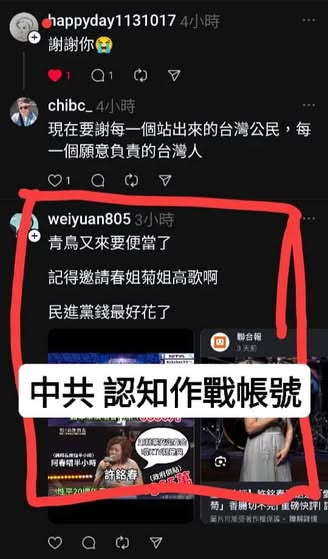 happyday1131017 4小時
謝謝你😭
1
1
chibc_ 4小時
現在要謝每一個站出來的台灣公民，每
一個願意負責的台灣人
1
weiyuan805 3小時
青鳥又來要便當了
記得邀請春姐菊姐高歌啊
民進黨錢最好花了
聯合報
3 天前
中共 認知作戰帳號
許銘春
阿春唱半小時